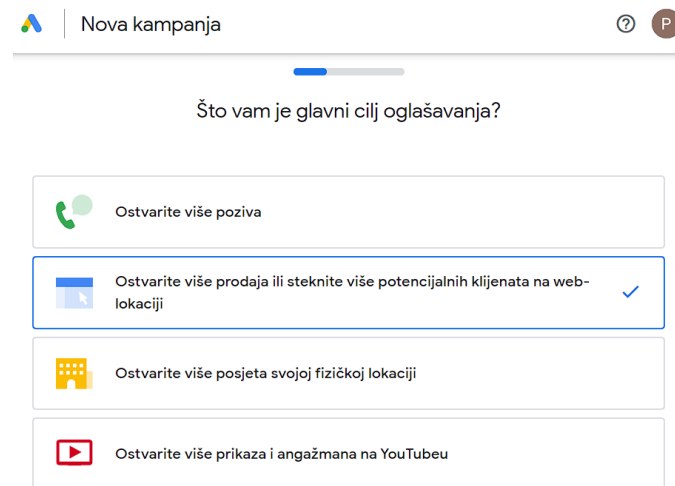 Nova kampanja
P
Što vam je glavni cilj oglašavanja?
Ostvarite više poziva
Ostvarite više prodaja ili steknite više potencijalnih klijenata na web-
lokaciji
Ostvarite više posjeta svojoj fizičkoj lokaciji
Ostvarite više prikaza i angažmana na YouTubeu